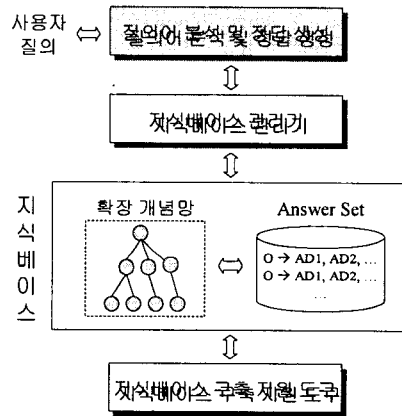 사용자
질의
질의어 분석 및 정답 생성
지식베이스 관리기
지식베이스
확장 개념망
Answer Set
O → AD1, AD2, ...
O → AD1, AD2, ...
...
지식베이스 구축 지원 도구